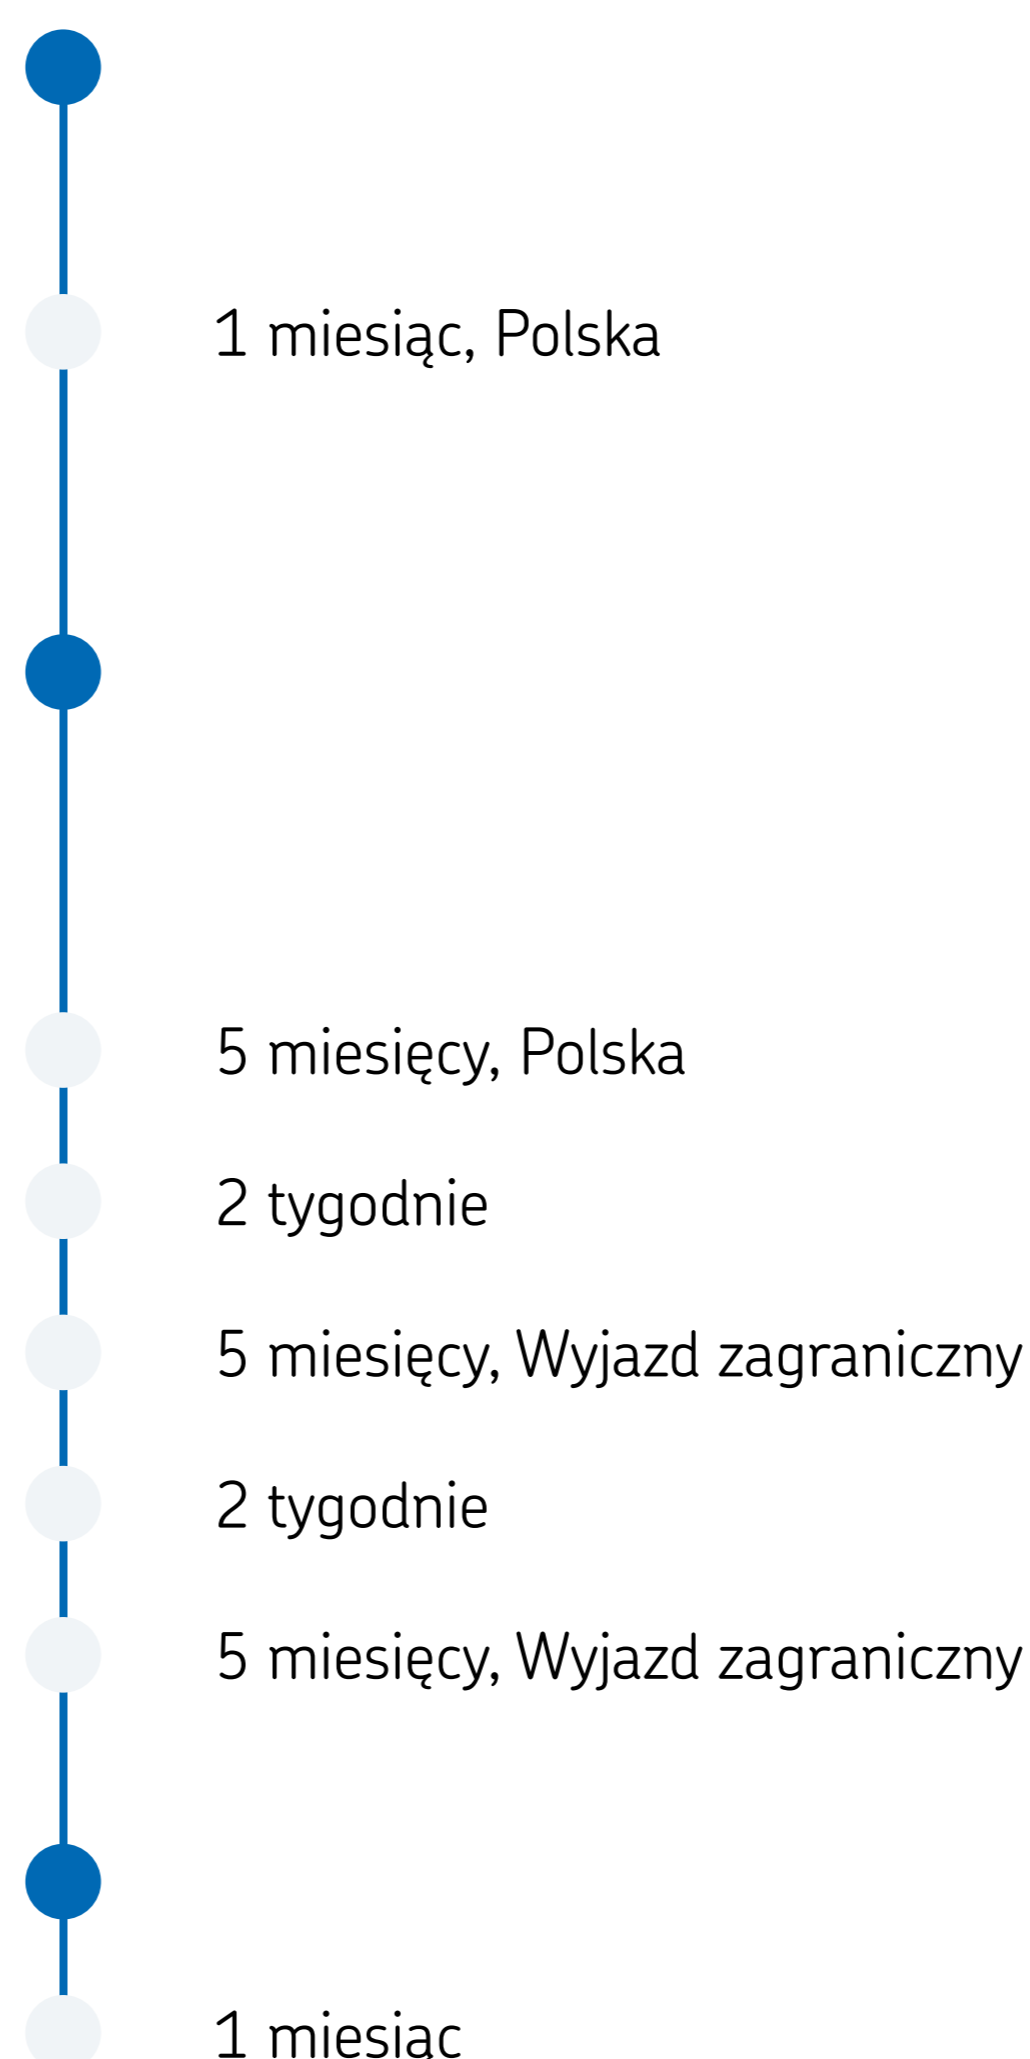 1 miesiąc, Polska
5 miesięcy, Polska
2 tygodnie
5 miesięcy, Wyjazd zagraniczny
2 tygodnie
5 miesięcy, Wyjazd zagraniczny
1 miesiąc